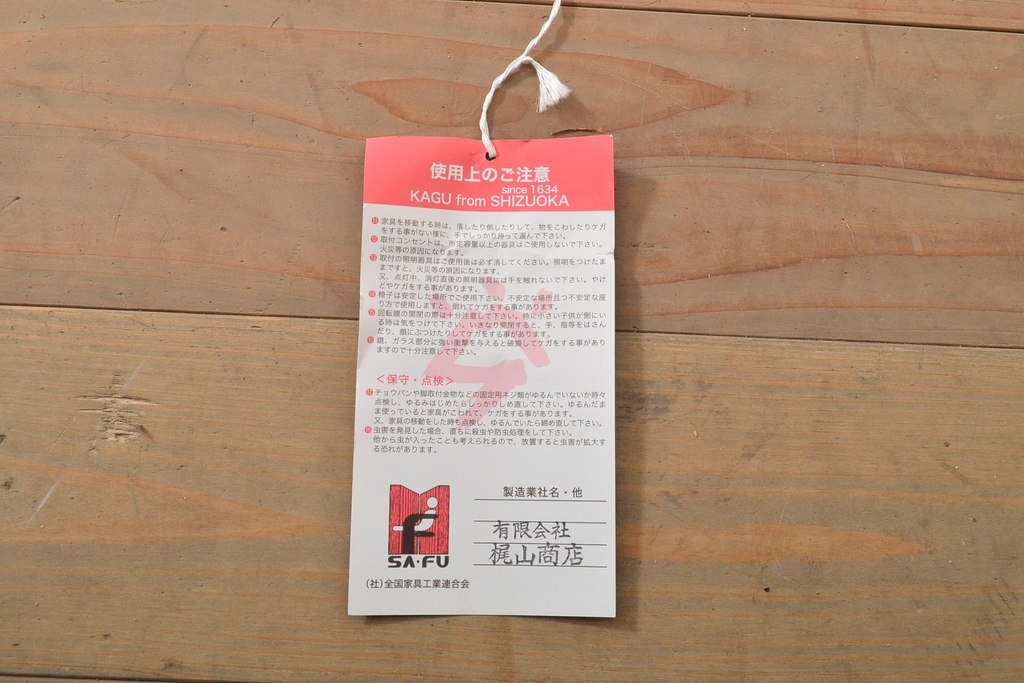 使用上のご注意
since 1634
KAGU from SHIZUOKA
⑪家具を移動する時は、落したり倒したりして、物をこわしたりケガ
をする事がない様に、手でしっかり持って運んで下さい。
⑫取付コンセントは、所定容量以上の器具はご使用しないで下さい。
火災等の原因になります。
⑬取付の照明器具はご使用後は必ず消してください。照明をつけたま
までますと、火災等の原因になります。
又、点灯中、消灯直後の照明器具には手を触れないで下さい。やけ
どやケガをする事があります。
⑭椅子は安定した場所でご使用下さい。不安定な場所且つ不安定な座
り方で使用しますと、倒れてケガをする事があります。
⑮回転鏡の開閉の際は十分注意して下さい。特に小さい子供が側にい
る時は気をつけて下さい。いきなり開閉すると、手、指等をはさん
だり、顔にぶつけたりしてケガをする事があります。
⑯鏡、ガラス部分に強い衝撃を与えると破損してケガをする事があり
ますので十分注意して下さい。
＜保守・点検＞
⑰チョウバンや脚取付金物などの固定用ネジ類がゆるんでいないか時々
点検し、ゆるみはじめたらしっかりしめ直して下さい。ゆるんだま
ま使っていると家具がこわれて、ケガをする事があります。
又、家具の移動をした時も点検し、ゆるんでいたら締め直して下さい。
⑱虫害を発見した場合、直ちに殺虫や防虫処理をして下さい。
他から虫が入ったことも考えられるので、放置すると虫害が拡大す
る恐れがあります。
製造業社名・他
有限会社
梶山商店
SA·FU
(社)全国家具工業連合会